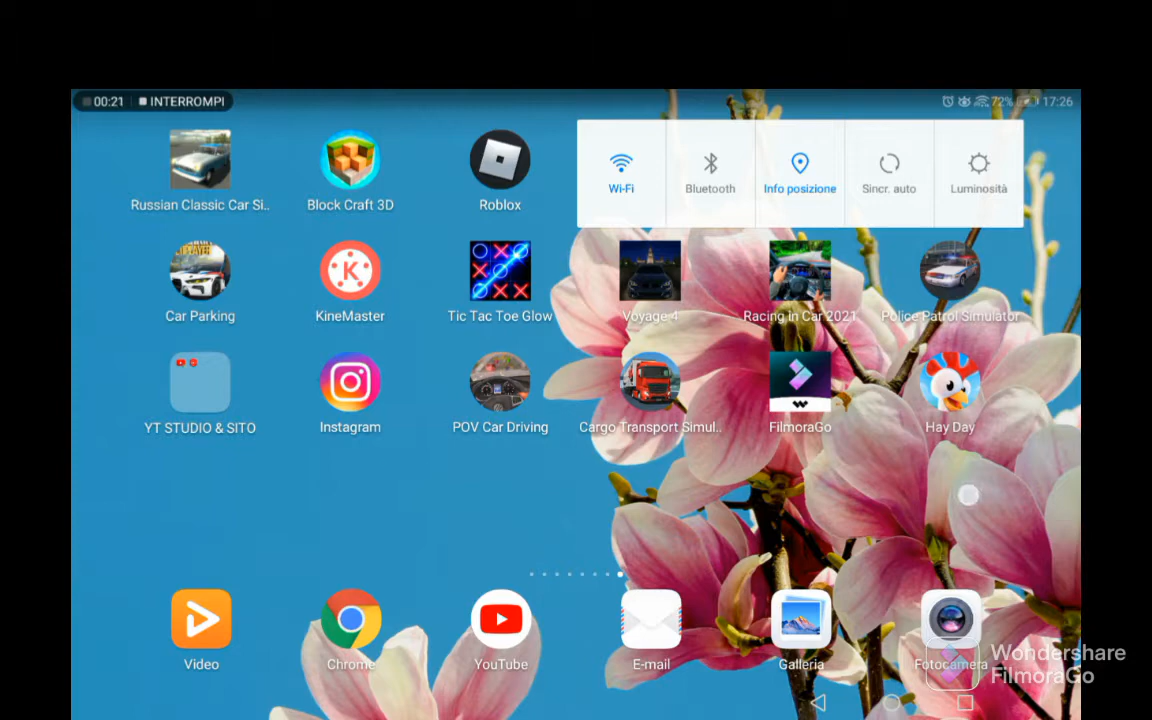 00:21 INTERROMPI 72% 17:26
Wi-Fi Bluetooth Info posizione Sincr. auto Luminosità
Russian Classic Car Si.. Block Craft 3D Roblox
Car Parking KineMaster Tic Tac Toe Glow Voyage 4 Racing in Car 2021 Police Patrol Simulator
YT STUDIO & SITO Instagram POV Car Driving Cargo Transport Simul.. FilmoraGo Hay Day
Video Chrome YouTube E-mail Galleria Fotocamera
Wondershare
FilmoraGo